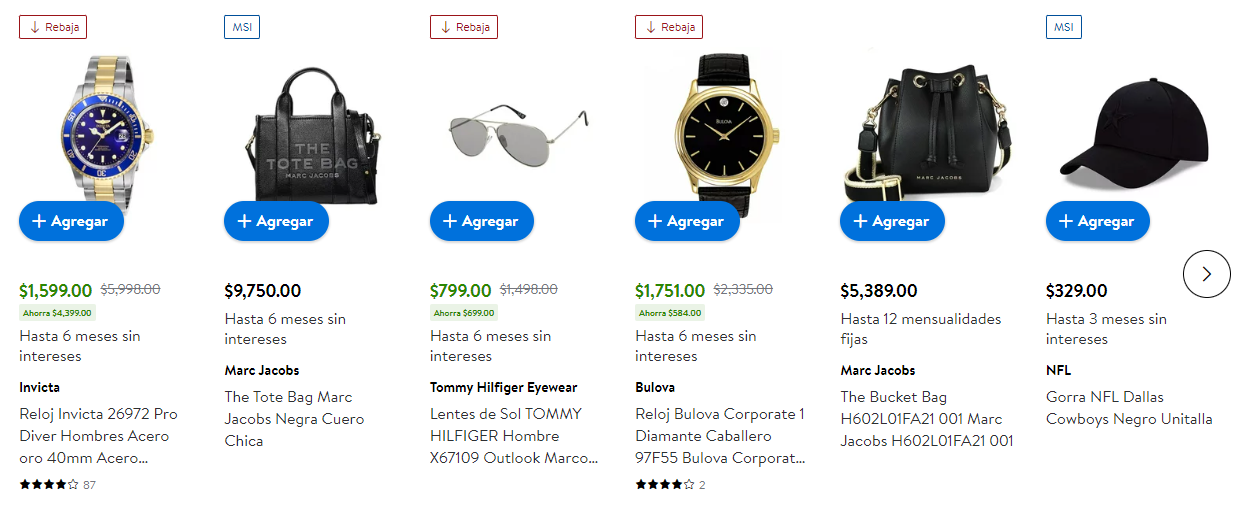 Rebaja
+ Agregar
$1,599.00 $5,998.00
Ahorra $4,399.00
Hasta 6 meses sin
intereses
Invicta
Reloj Invicta 26972 Pro
Diver Hombres Acero
oro 40mm Acero...
87
MSI
THE
TOTE BAG
MARC JACOBS
+ Agregar
$9,750.00
Hasta 6 meses sin
intereses
Marc Jacobs
The Tote Bag Marc
Jacobs Negra Cuero
Chica
Rebaja
+ Agregar
$799.00 $1,498.00
Ahorra $699.00
Hasta 6 meses sin
intereses
Tommy Hilfiger Eyewear
Lentes de Sol TOMMY
HILFIGER Hombre
X67109 Outlook Marco...
Rebaja
BULOVA
+ Agregar
$1,751.00 $2,335.00
Ahorra $584.00
Hasta 6 meses sin
intereses
Bulova
Reloj Bulova Corporate 1
Diamante Caballero
97F55 Bulova Corporat...
2
MARC JACOBS
+ Agregar
$5,389.00
Hasta 12 mensualidades
fijas
Marc Jacobs
The Bucket Bag
H602L01FA21 001 Marc
Jacobs H602L01FA21 001
MSI
+ Agregar
$329.00
Hasta 3 meses sin
intereses
NFL
Gorra NFL Dallas
Cowboys Negro Unitalla